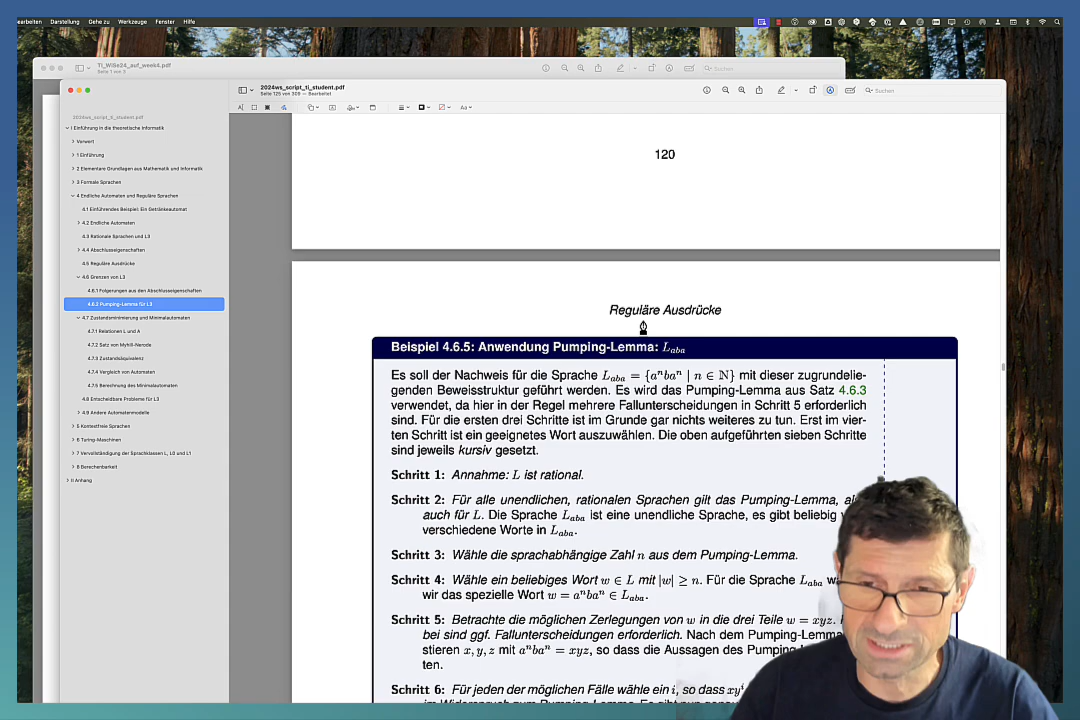 earbeiten Darstellung Gehe zu Werkzeuge Fenster Hilfe
TI_WiSe24_auf_week4.pdf
Seite 1 von 3
Suchen
2024ws_script_ti_student.pdf
Seite 125 von 309 — Bearbeitet
Suchen
2024ws_script_ti_student.pdf
I Einführung in die theoretische Informatik
Vorwort
1 Einführung
2 Elementare Grundlagen aus Mathematik und Informatik
3 Formale Sprachen
4 Endliche Automaten und Reguläre Sprachen
4.1 Einführendes Beispiel: Ein Getränkeautomat
4.2 Endliche Automaten
4.3 Rationale Sprachen und L3
4.4 Abschlusseigenschaften
4.5 Reguläre Ausdrücke
4.6 Grenzen von L3
4.6.1 Folgerungen aus den Abschlusseigenschaften
4.6.2 Pumping-Lemma für L3
4.7 Zustandsminimierung und Minimalautomaten
4.7.1 Relationen L und A
4.7.2 Satz von Myhill-Nerode
4.7.3 Zustandsäquivalenz
4.7.4 Vergleich von Automaten
4.7.5 Berechnung des Minimalautomaten
4.8 Entscheidbare Probleme für L3
4.9 Andere Automatenmodelle
5 Kontextfreie Sprachen
6 Turing-Maschinen
7 Vervollständigung der Sprachklassen L, L0 und L1
8 Berechenbarkeit
II Anhang
120
Reguläre Ausdrücke
Beispiel 4.6.5: Anwendung Pumping-Lemma: L_aba
Es soll der Nachweis für die Sprache L_aba = {aⁿbaⁿ | n ∈ ℕ} mit dieser zugrundelie-
genden Beweisstruktur geführt werden. Es wird das Pumping-Lemma aus Satz 4.6.3
verwendet, da hier in der Regel mehrere Fallunterscheidungen in Schritt 5 erforderlich
sind. Für die ersten drei Schritte ist im Grunde gar nichts weiteres zu tun. Erst im vier-
ten Schritt ist ein geeignetes Wort auszuwählen. Die oben aufgeführten sieben Schritte
sind jeweils kursiv gesetzt.
Schritt 1: Annahme: L ist rational.
Schritt 2: Für alle unendlichen, rationalen Sprachen gilt das Pumping-Lemma, al
auch für L. Die Sprache L_aba ist eine unendliche Sprache, es gibt beliebig
verschiedene Worte in L_aba.
Schritt 3: Wähle die sprachabhängige Zahl n aus dem Pumping-Lemma.
Schritt 4: Wähle ein beliebiges Wort w ∈ L mit |w| ≥ n. Für die Sprache L_aba w
wir das spezielle Wort w = aⁿbaⁿ ∈ L_aba.
Schritt 5: Betrachte die möglichen Zerlegungen von w in die drei Teile w = xyz.
bei sind ggf. Fallunterscheidungen erforderlich. Nach dem Pumping-Lemma
stieren x, y, z mit aⁿbaⁿ = xyz, so dass die Aussagen des Pumping
ten.
Schritt 6: Für jeden der möglichen Fälle wähle ein i, so dass xyⁱ